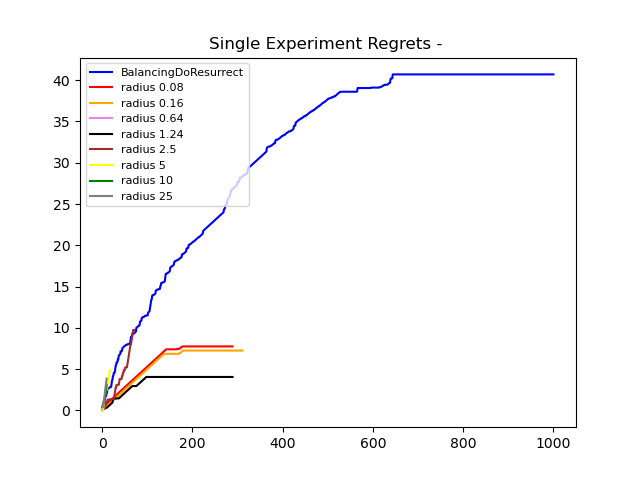 Single Experiment Regrets -
BalancingDoResurrect
radius 0.08
radius 0.16
radius 0.64
radius 1.24
radius 2.5
radius 5
radius 10
radius 25
40
35
30
25
20
15
10
5
0
0 200 400 600 800 1000